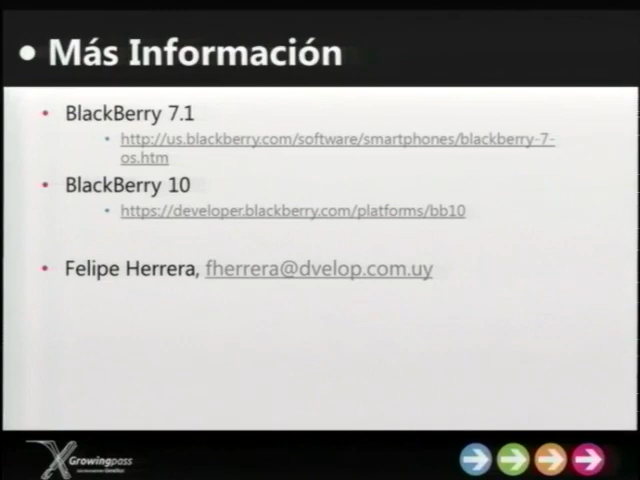 • Más Información
• BlackBerry 7.1
• http://us.blackberry.com/software/smartphones/blackberry-7-
os.htm
• BlackBerry 10
• https://developer.blackberry.com/platforms/bb10
• Felipe Herrera, fherrera@dvelop.com.uy
Growingpass